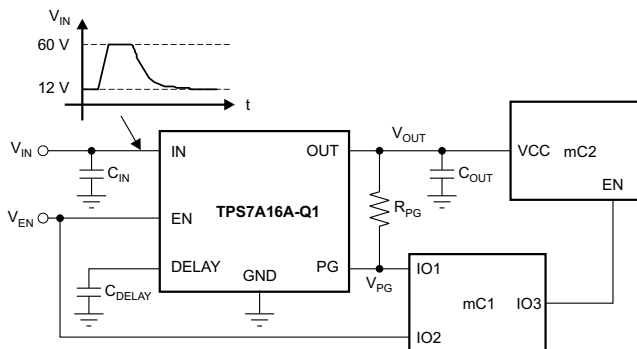 V_IN
60 V
12 V
t
V_IN
C_IN
IN
OUT
V_OUT
C_OUT
VCC
mC2
EN
TPS7A16A-Q1
R_PG
V_EN
EN
DELAY
GND
PG
V_PG
C_DELAY
IO1
mC1
IO3
IO2